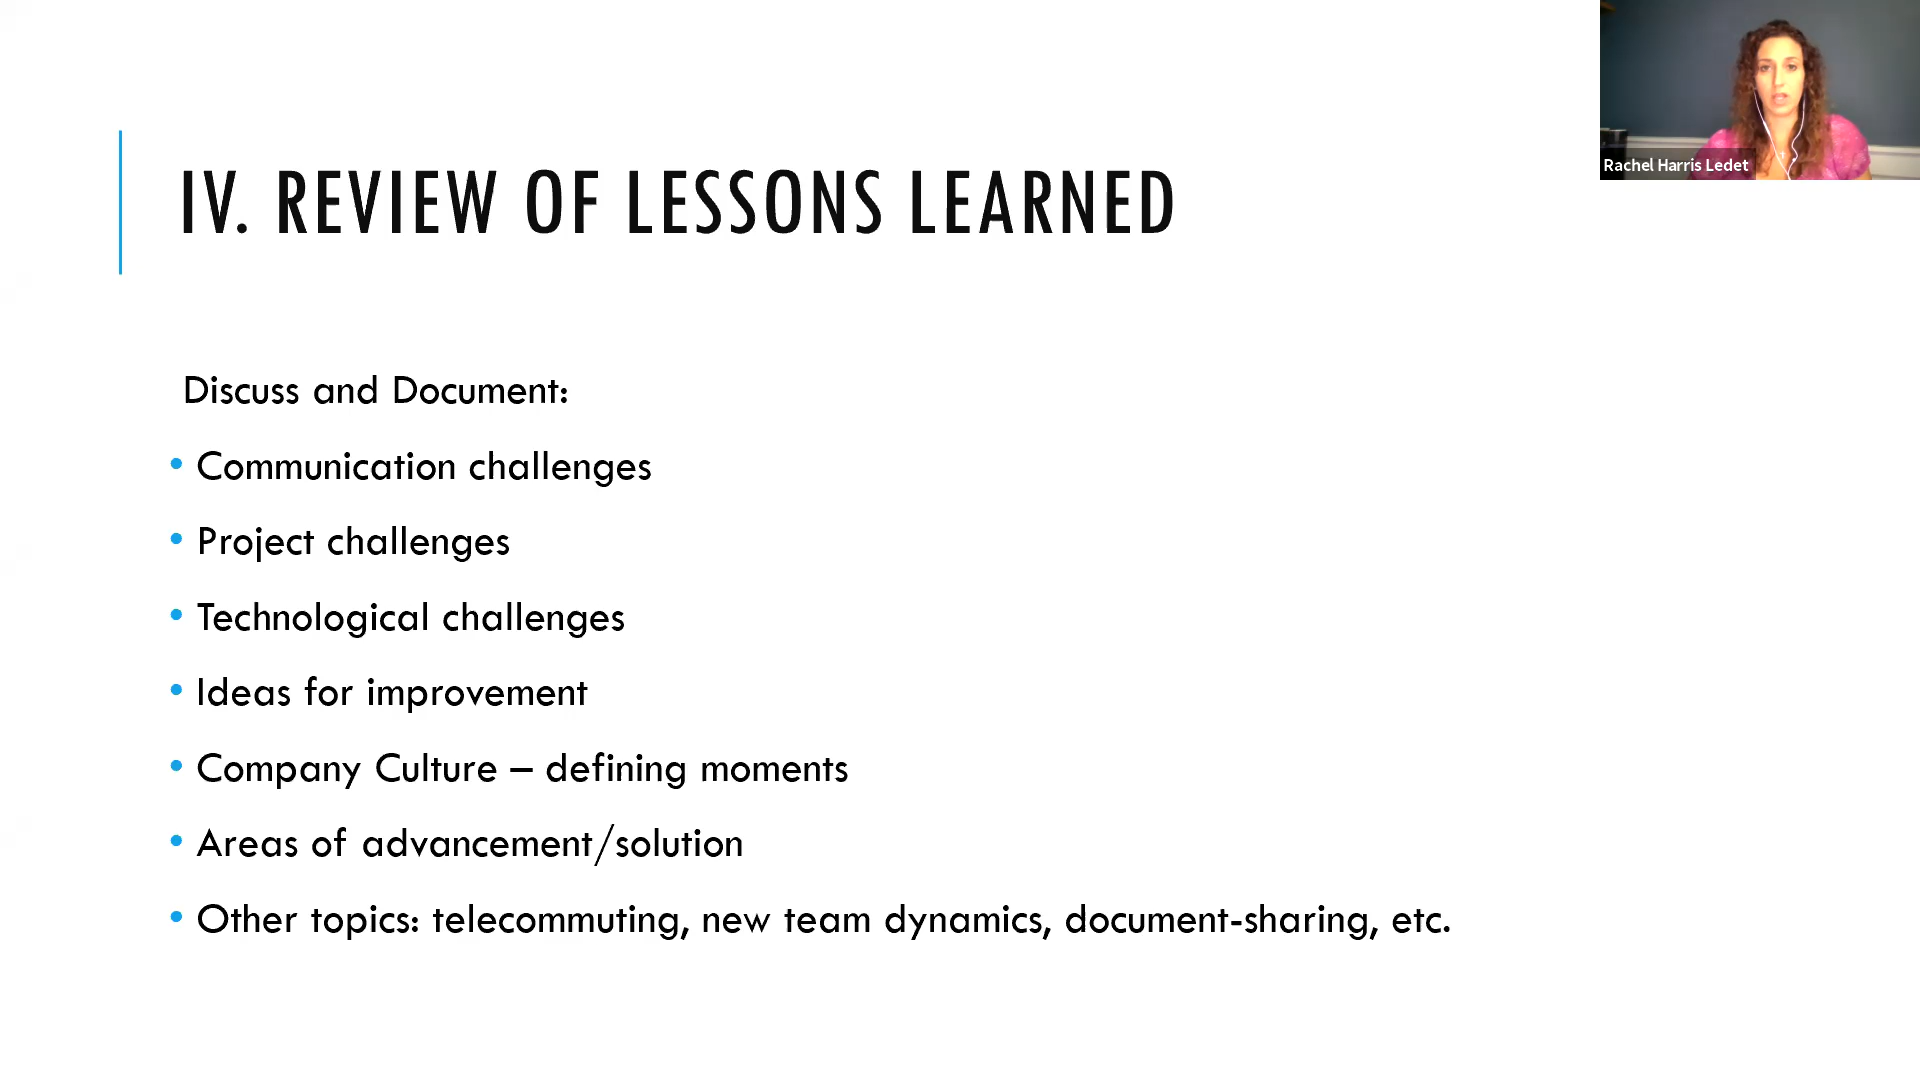 IV. REVIEW OF LESSONS LEARNED
Rachel Harris Ledet
Discuss and Document:
• Communication challenges
• Project challenges
• Technological challenges
• Ideas for improvement
• Company Culture – defining moments
• Areas of advancement/solution
• Other topics: telecommuting, new team dynamics, document-sharing, etc.